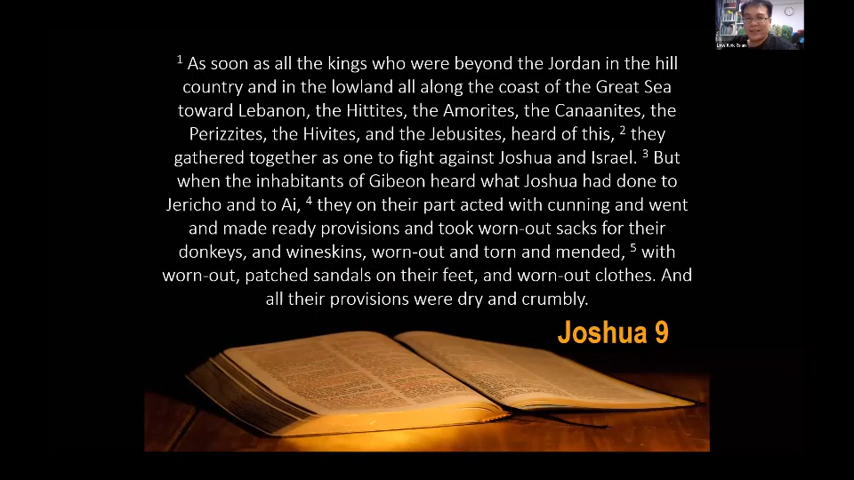 1 As soon as all the kings who were beyond the Jordan in the hill
country and in the lowland all along the coast of the Great Sea
toward Lebanon, the Hittites, the Amorites, the Canaanites, the
Perizzites, the Hivites, and the Jebusites, heard of this, 2 they
gathered together as one to fight against Joshua and Israel. 3 But
when the inhabitants of Gibeon heard what Joshua had done to
Jericho and to Ai, 4 they on their part acted with cunning and went
and made ready provisions and took worn-out sacks for their
donkeys, and wineskins, worn-out and torn and mended, 5 with
worn-out, patched sandals on their feet, and worn-out clothes. And
all their provisions were dry and crumbly.
Joshua 9